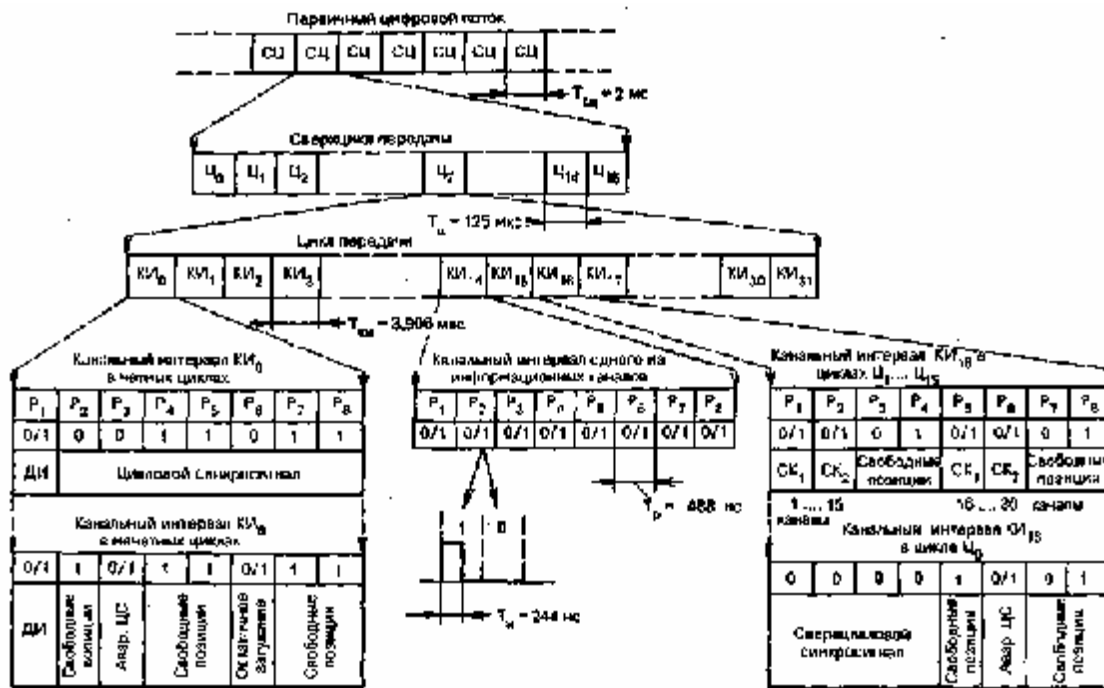 Первичный цифровой поток
СЦ СЦ СЦ СЦ СЦ СЦ СЦ
Tсц = 2 мс
Сверхцикл передачи
Ц0 Ц1 Ц2 Ц7 Ц14 Ц15
Tц = 125 мкс
Цикл передачи
КИ0 КИ1 КИ2 КИ3 КИ14 КИ15 КИ16 КИ17 КИ30 КИ31
Tки = 3,906 мкс
Канальный интервал КИ0
в четных циклах
P1 P2 P3 P4 P5 P6 P7 P8
0/1 0 0 1 1 0 1 1
ДИ Цикловой синхросигнал
Канальный интервал КИ0
в нечетных циклах
0/1 1 0/1 1 1 0/1 1 1
ДИ
Свободные позиции
Авар. ЦС
Свободные позиции
Остаточное затухание
Свободные позиции
Канальный интервал одного из
информационных каналов
P1 P2 P3 P4 P5 P6 P7 P8
0/1 0/1 0/1 0/1 0/1 0/1 0/1 0/1
Tр = 488 нс
1 0
Tи = 244 нс
Канальный интервал КИ16 в
циклах Ц1 ... Ц15
P1 P2 P3 P4 P5 P6 P7 P8
0/1 0/1 0 1 0/1 0/1 0 1
СК1 СК2 Свободные позиции СК1 СК2 Свободные позиции
1 ... 15 каналы 16 ... 30 каналы
Канальный интервал КИ16
в цикле Ц0
0 0 0 0 1 0/1 0 1
Сверхцикловой
синхросигнал
Свободные позиции
Авар. ЦС
Свободные позиции